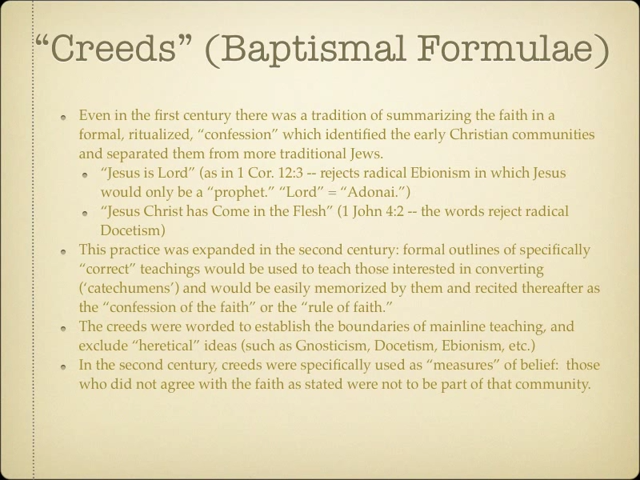 “Creeds” (Baptismal Formulae)
Even in the first century there was a tradition of summarizing the faith in a
formal, ritualized, “confession” which identified the early Christian communities
and separated them from more traditional Jews.
“Jesus is Lord” (as in 1 Cor. 12:3 -- rejects radical Ebionism in which Jesus
would only be a “prophet.” “Lord” = “Adonai.”)
“Jesus Christ has Come in the Flesh” (1 John 4:2 -- the words reject radical
Docetism)
This practice was expanded in the second century: formal outlines of specifically
“correct” teachings would be used to teach those interested in converting
(‘catechumens’) and would be easily memorized by them and recited thereafter as
the “confession of the faith” or the “rule of faith.”
The creeds were worded to establish the boundaries of mainline teaching, and
exclude “heretical” ideas (such as Gnosticism, Docetism, Ebionism, etc.)
In the second century, creeds were specifically used as “measures” of belief:  those
who did not agree with the faith as stated were not to be part of that community.